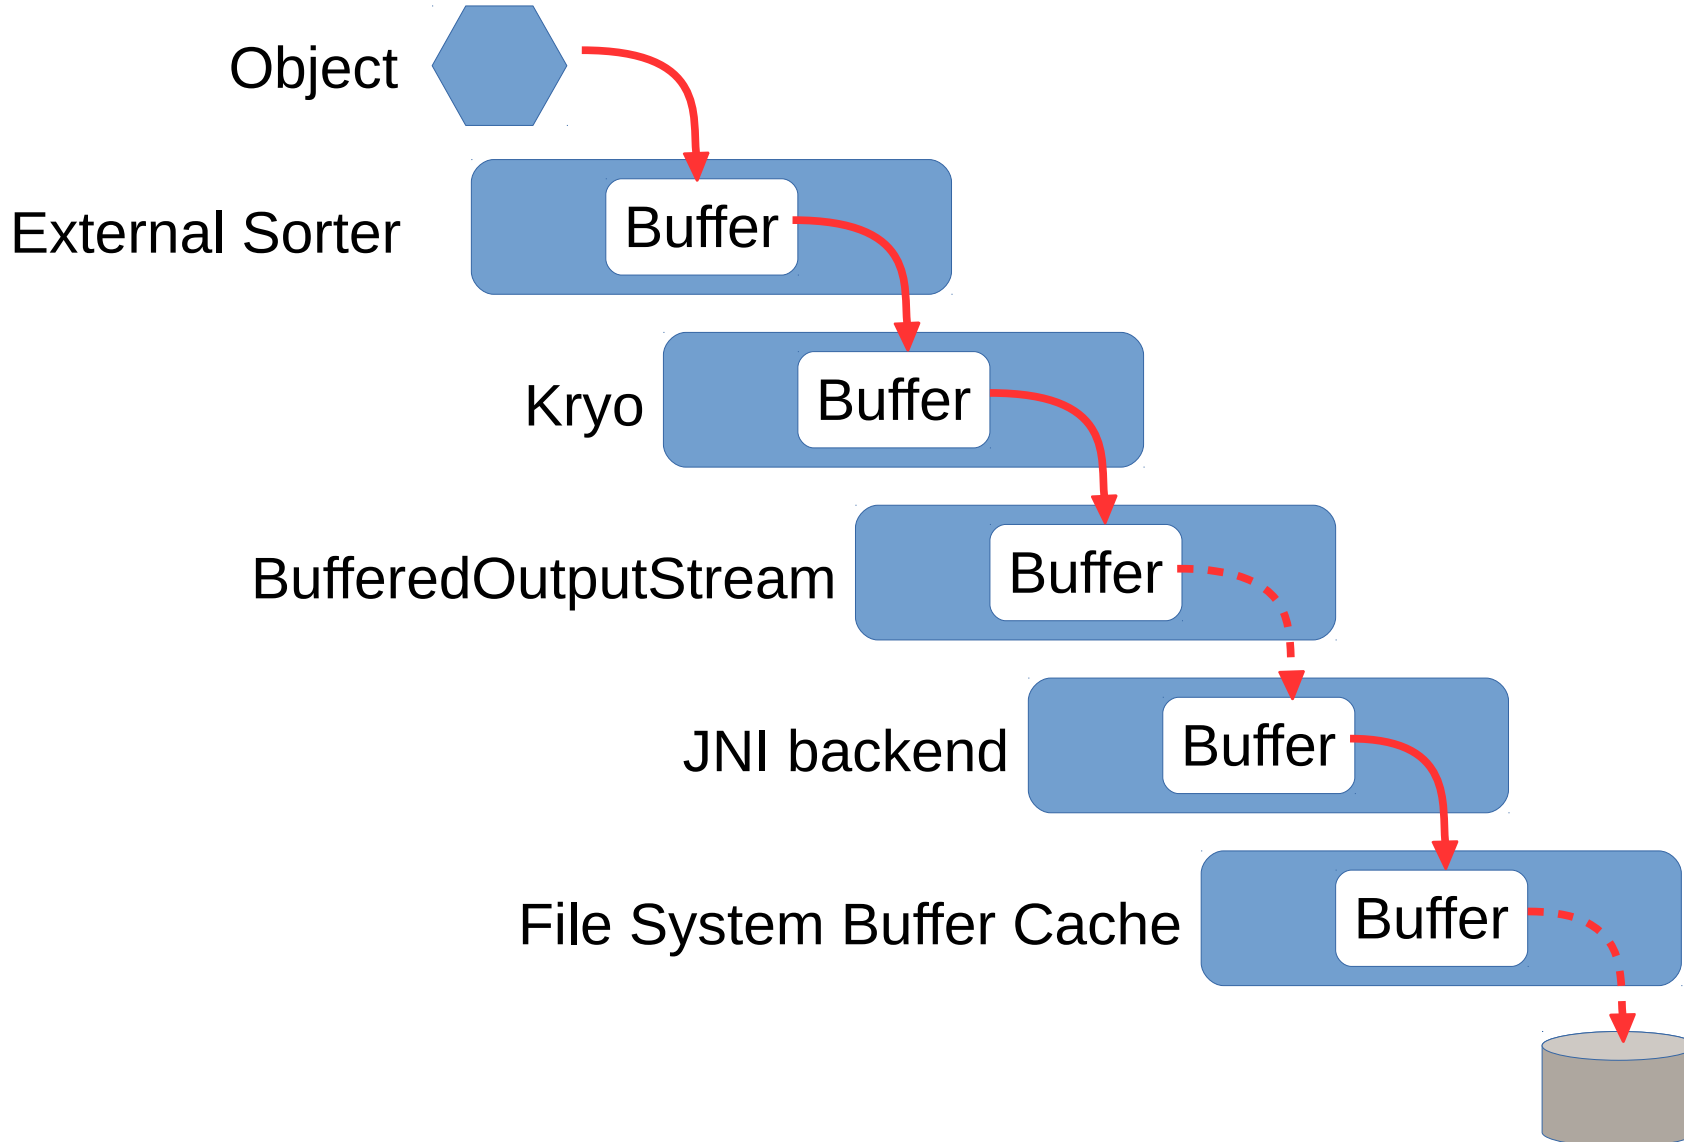 Object
External Sorter
Buffer
Kryo
Buffer
BufferedOutputStream
Buffer
JNI backend
Buffer
File System Buffer Cache
Buffer